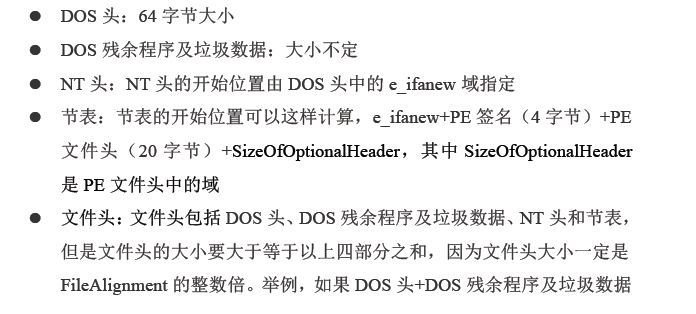 ● DOS 头：64 字节大小
● DOS 残余程序及垃圾数据：大小不定
● NT 头：NT 头的开始位置由 DOS 头中的 e_ifanew 域指定
● 节表：节表的开始位置可以这样计算，e_ifanew+PE 签名（4 字节）+PE
文件头（20 字节）+SizeOfOptionalHeader，其中 SizeOfOptionalHeader
是 PE 文件头中的域
● 文件头：文件头包括 DOS 头、DOS 残余程序及垃圾数据、NT 头和节表，
但是文件头的大小要大于等于以上四部分之和，因为文件头大小一定是
FileAlignment 的整数倍。举例，如果 DOS 头+DOS 残余程序及垃圾数据